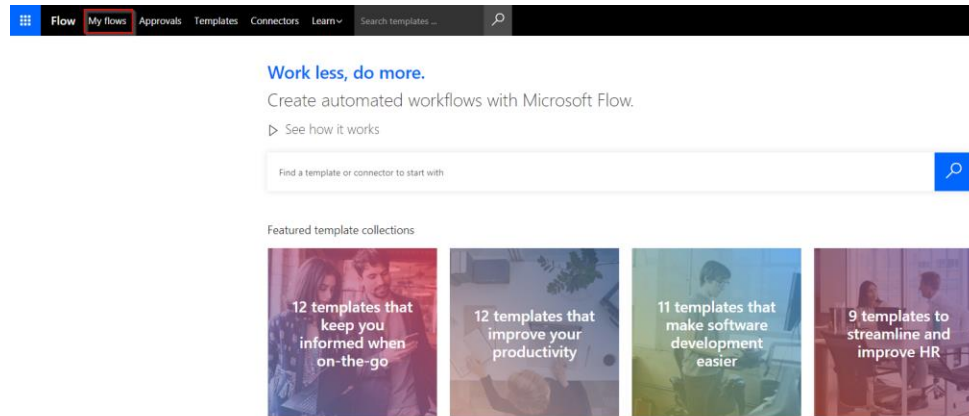 Flow My flows Approvals Templates Connectors Learn Search templates ...
Work less, do more.
Create automated workflows with Microsoft Flow.
See how it works
Find a template or connector to start with
Featured template collections
12 templates that
keep you
informed when
on-the-go
12 templates that
improve your
productivity
11 templates that
make software
development
easier
9 templates to
streamline and
improve HR